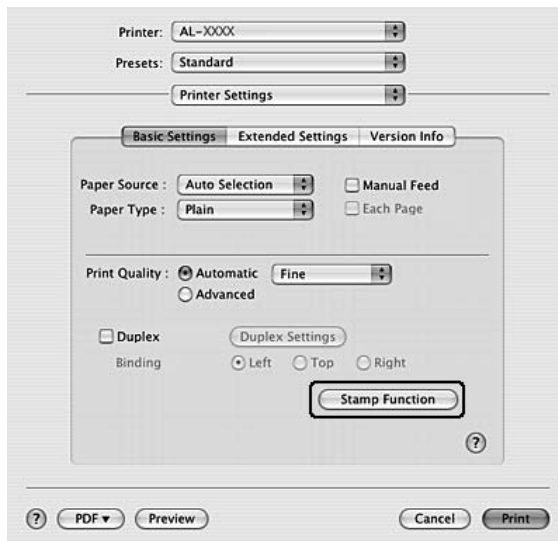 Printer: AL-XXXX
Presets: Standard
Printer Settings
Basic Settings Extended Settings Version Info
Paper Source : Auto Selection Manual Feed
Paper Type : Plain Each Page
Print Quality : Automatic Fine
Advanced
Duplex Duplex Settings
Binding Left Top Right
Stamp Function
?
? PDF ▼ Preview Cancel Print